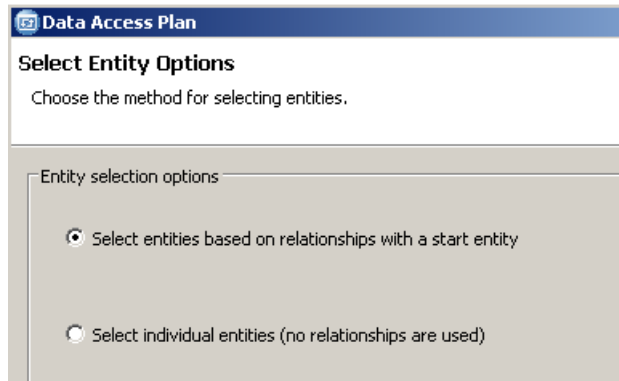 Data Access Plan
Select Entity Options
Choose the method for selecting entities.
Entity selection options
Select entities based on relationships with a start entity
Select individual entities (no relationships are used)